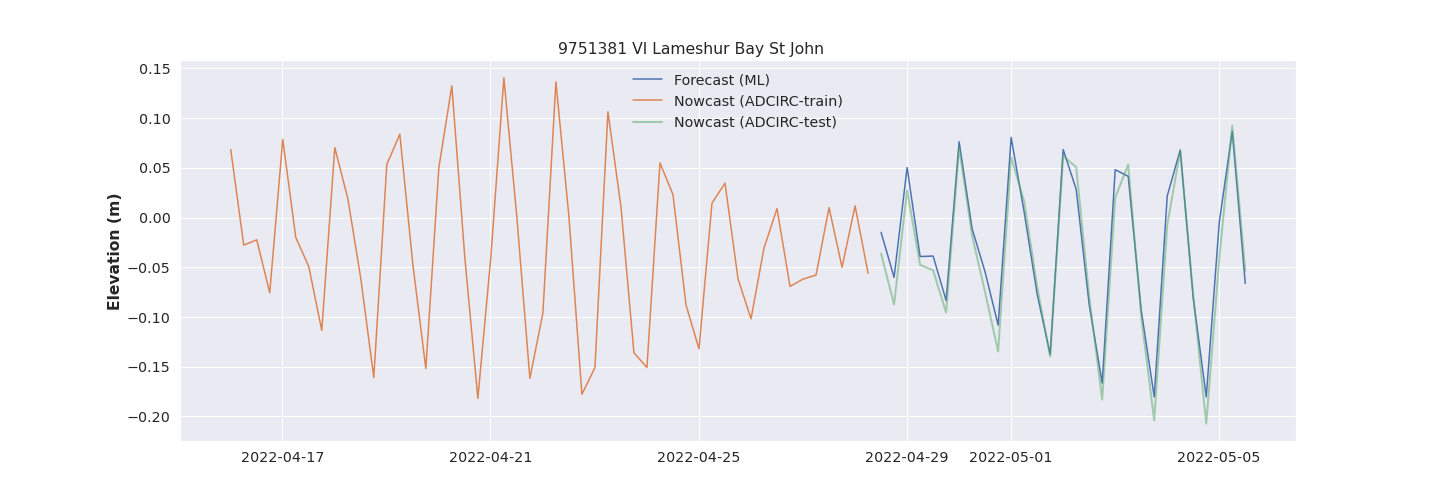 9751381 VI Lameshur Bay St John
Forecast (ML)
Nowcast (ADCIRC-train)
Nowcast (ADCIRC-test)
Elevation (m)
0.15
0.10
0.05
0.00
−0.05
−0.10
−0.15
−0.20
2022-04-17 2022-04-21 2022-04-25 2022-04-29 2022-05-01 2022-05-05